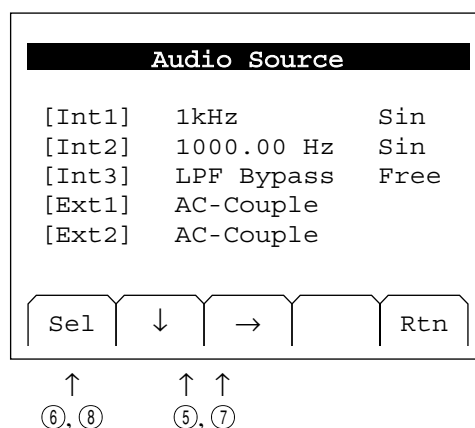 Audio Source
[Int1] 1kHz Sin
[Int2] 1000.00 Hz Sin
[Int3] LPF Bypass Free
[Ext1] AC-Couple
[Ext2] AC-Couple
Sel ↓ → Rtn
↑ ↑ ↑
⑥, ⑧ ⑤, ⑦